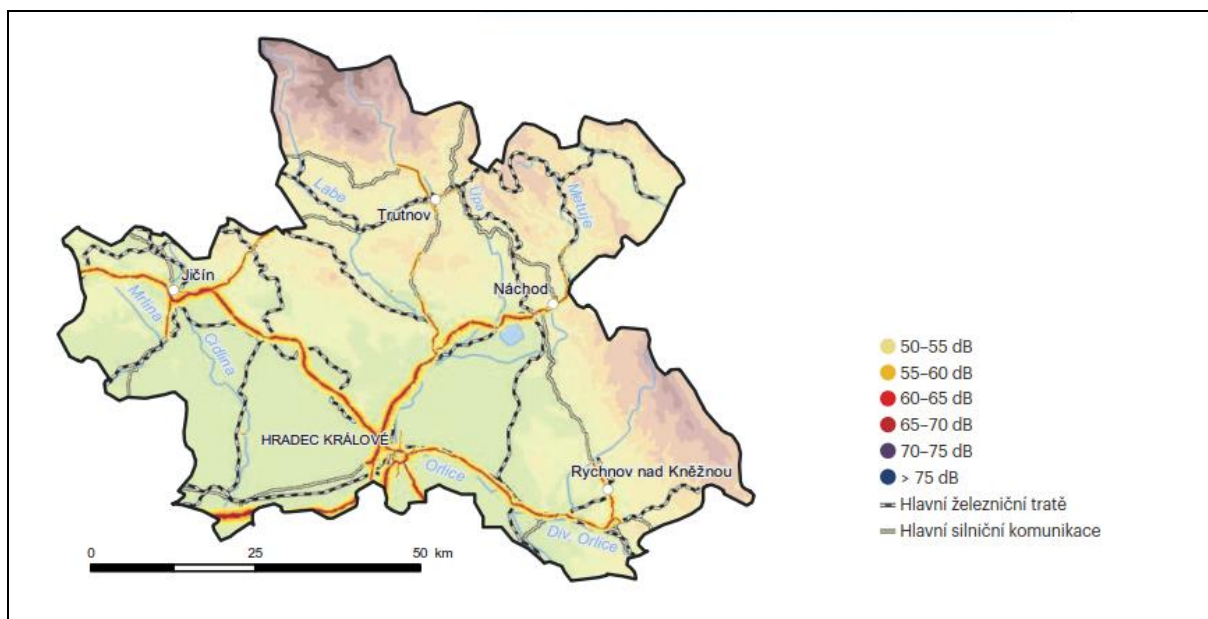 Labe
Trutnov
Úpa
Metuje
Jičín
Mrlina
Cidlina
Náchod
HRADEC KRÁLOVÉ
Orlice
Rychnov nad Kněžnou
Div. Orlice
0 25 50 km
50–55 dB
55–60 dB
60–65 dB
65–70 dB
70–75 dB
> 75 dB
Hlavní železniční tratě
Hlavní silniční komunikace